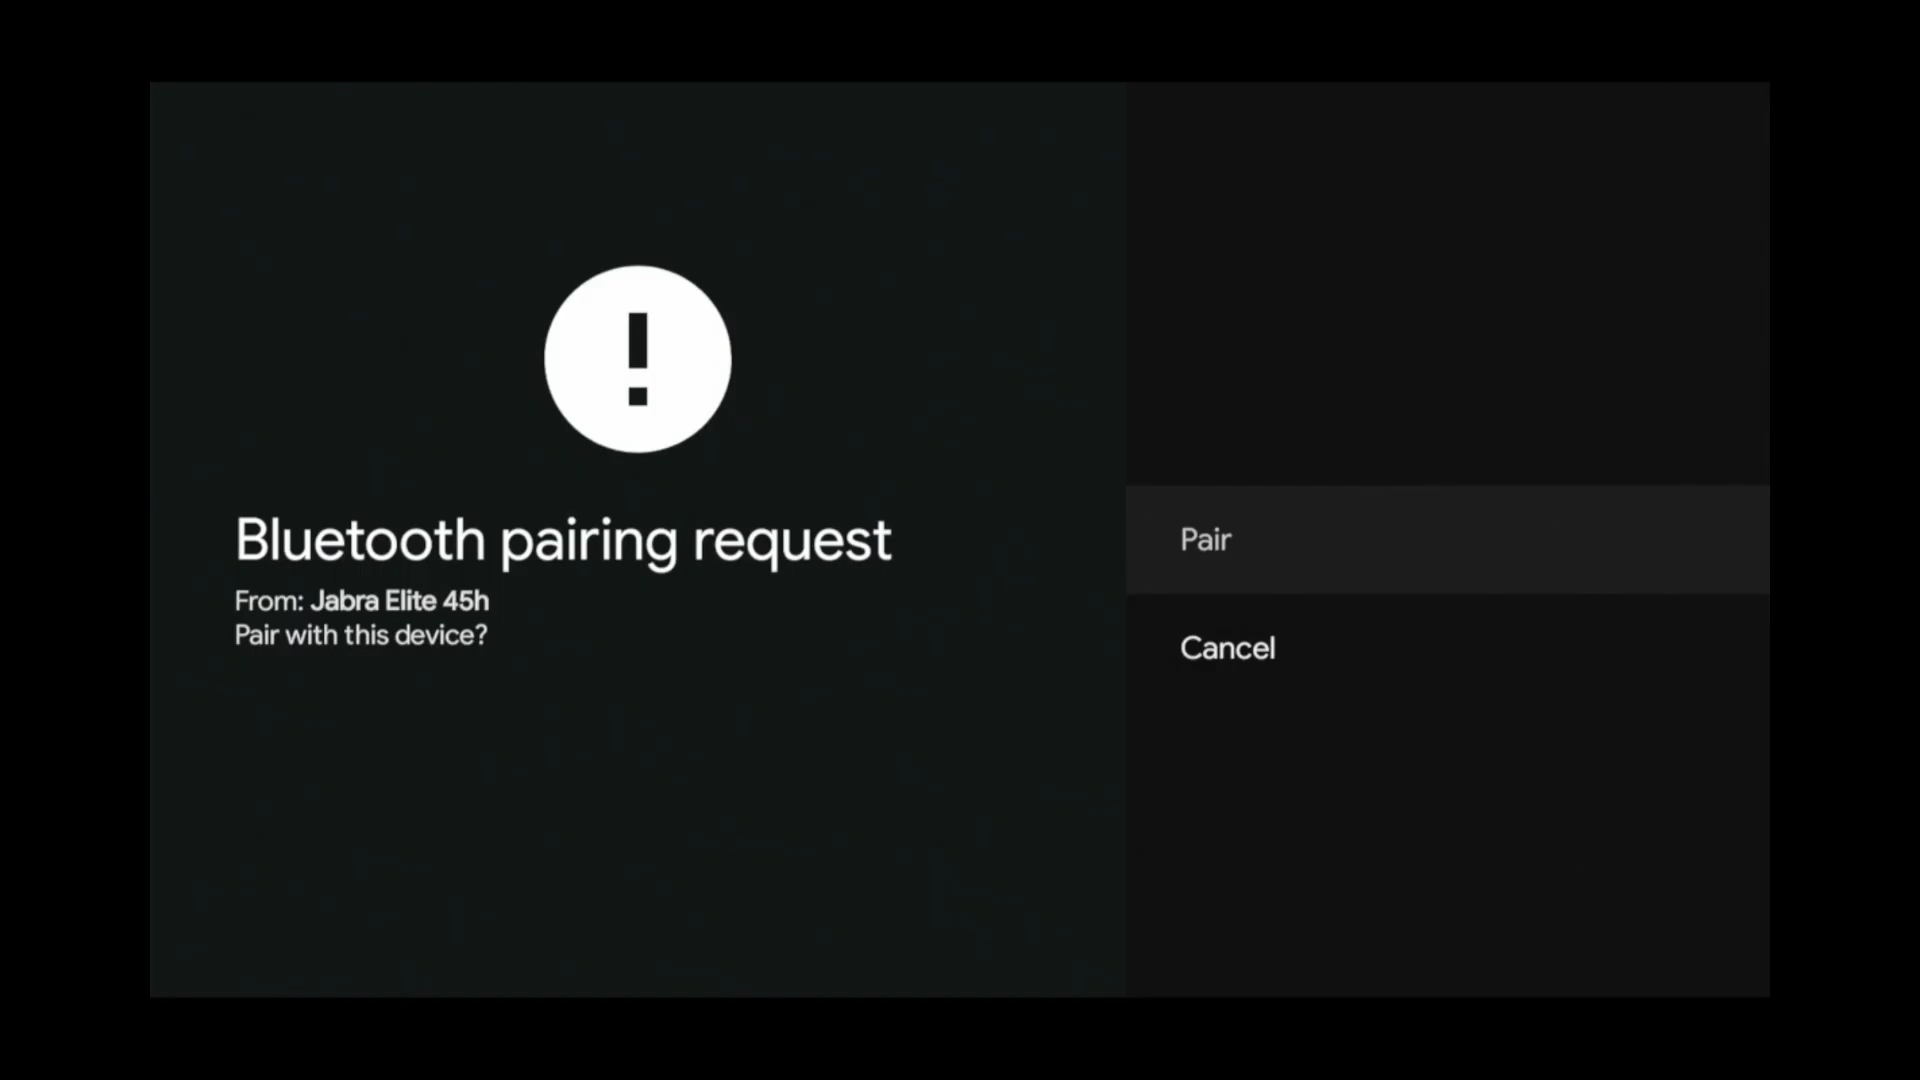 Bluetooth pairing request
From: Jabra Elite 45h
Pair with this device?
Pair
Cancel